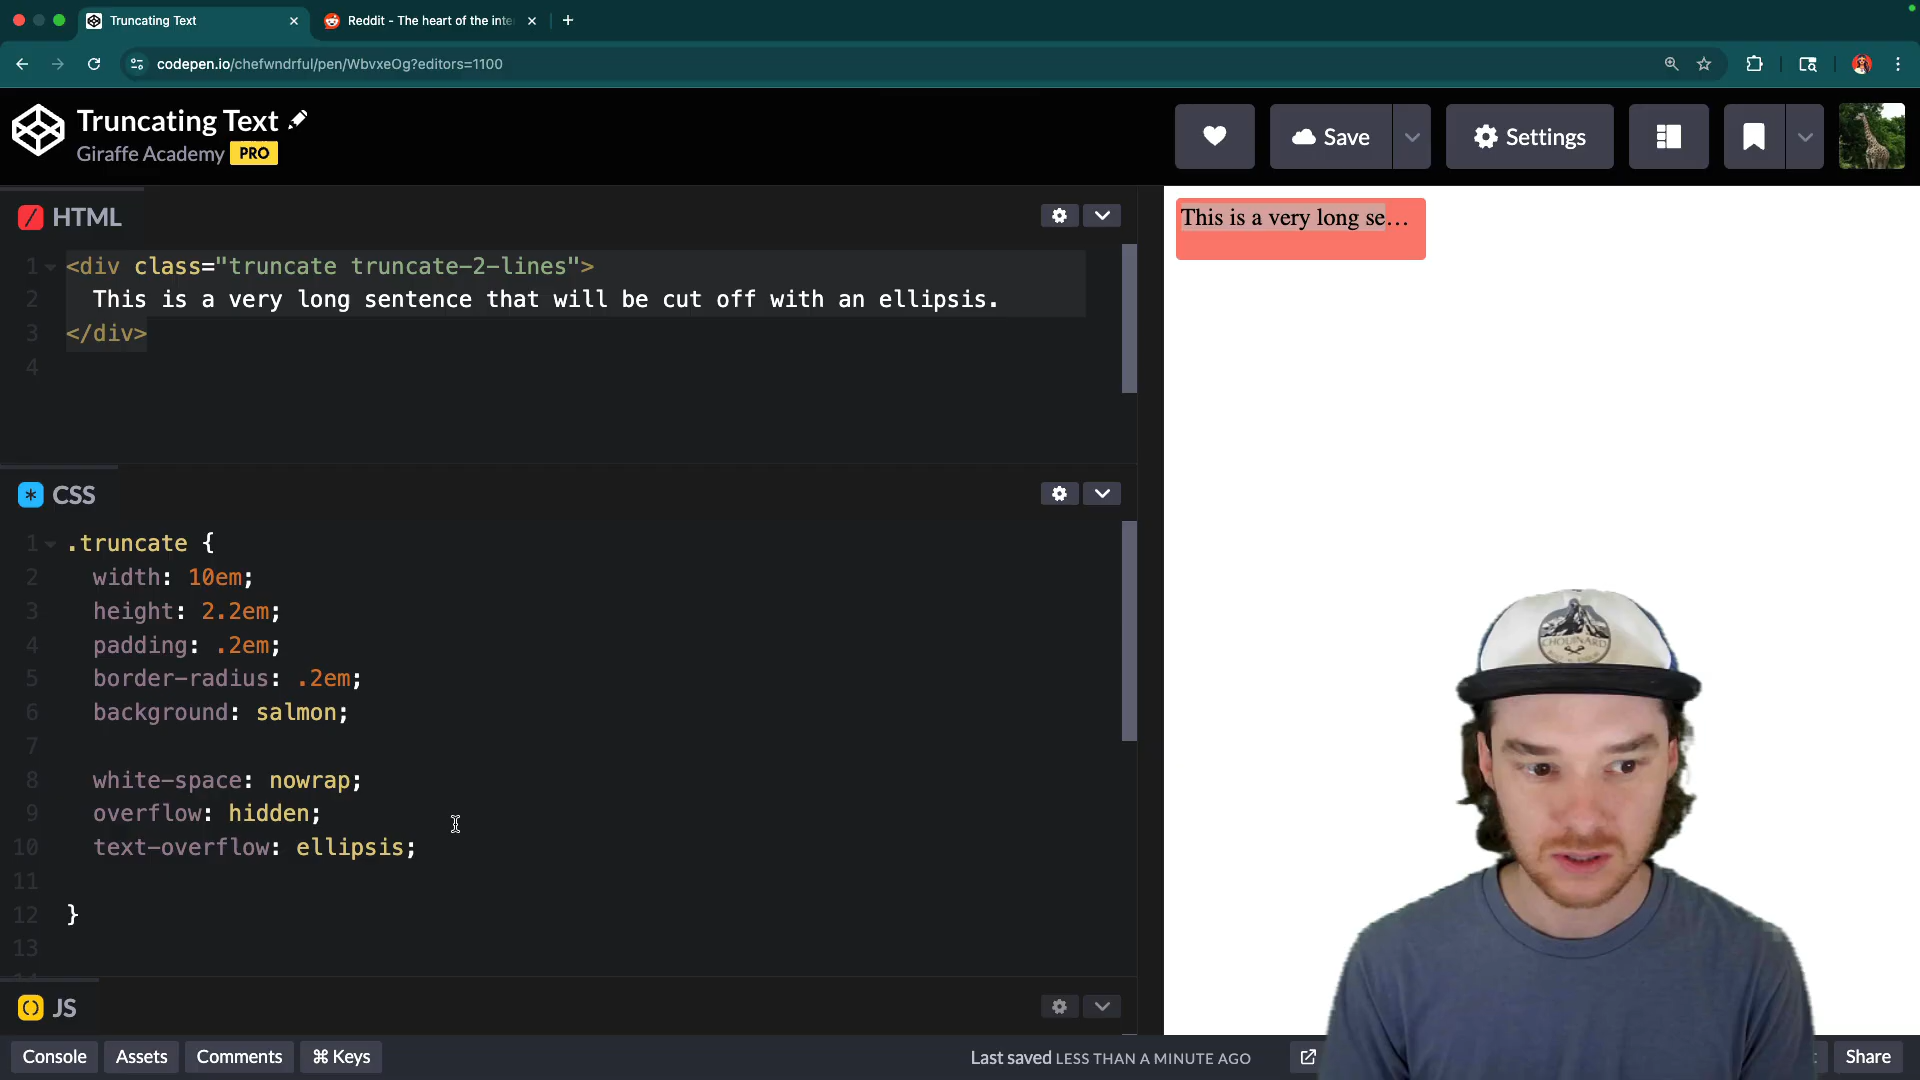 Truncating Text
Reddit - The heart of the inte
codepen.io/chefwndrful/pen/WbvxeOg?editors=1100
Truncating Text
Giraffe Academy PRO
Save
Settings
HTML
1 <div class="truncate truncate-2-lines">
2 This is a very long sentence that will be cut off with an ellipsis.
3 </div>
4
This is a very long se...
CSS
1 .truncate {
2 width: 10em;
3 height: 2.2em;
4 padding: .2em;
5 border-radius: .2em;
6 background: salmon;
7
8 white-space: nowrap;
9 overflow: hidden;
10 text-overflow: ellipsis;
11
12 }
13
CHOUINARD
JS
Console Assets Comments ⌘ Keys Last saved LESS THAN A MINUTE AGO Share